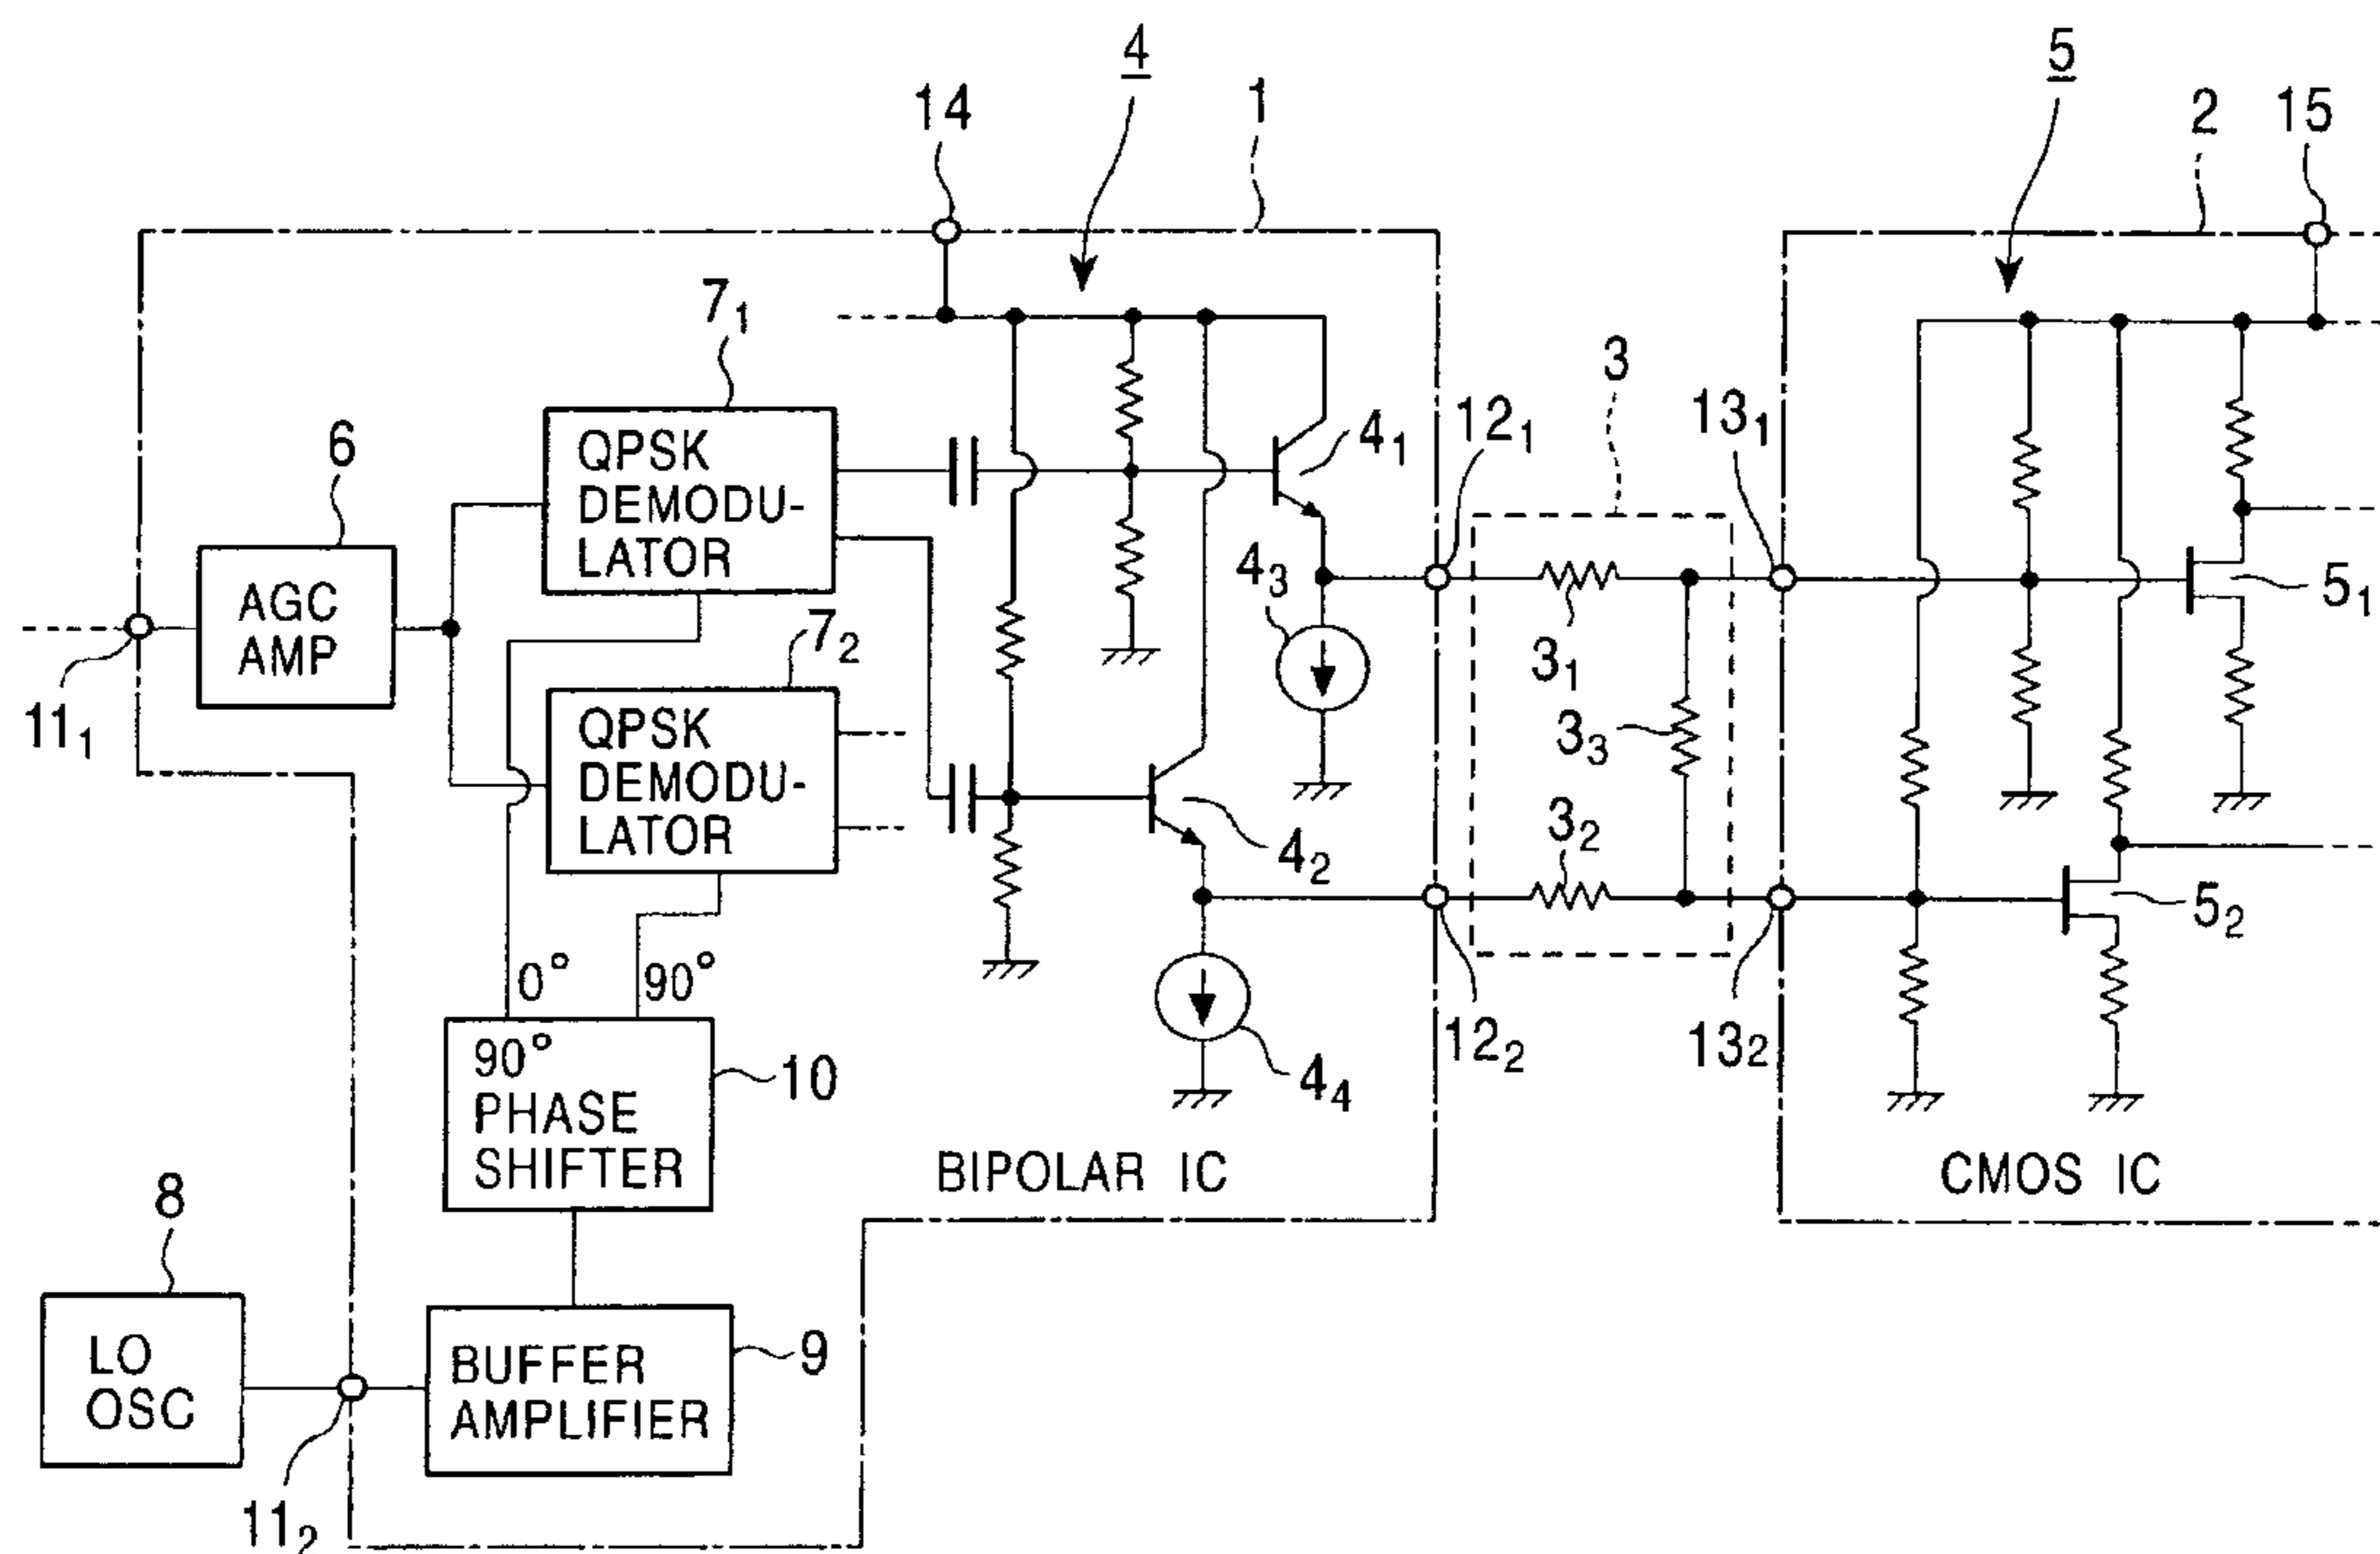 4
5
14
1
2
15
7₁
3
6
QPSK
DEMODU-
LATOR
4₁
12₁
13₁
AGC
AMP
4₃
5₁
7₂
3₁
11₁
QPSK
DEMODU-
LATOR
3₃
3₂
4₂
5₂
0°
90°
12₂
13₂
4₄
90°
PHASE
SHIFTER
10
BIPOLAR IC
CMOS IC
8
LO
OSC
BUFFER
AMPLIFIER
9
11₂